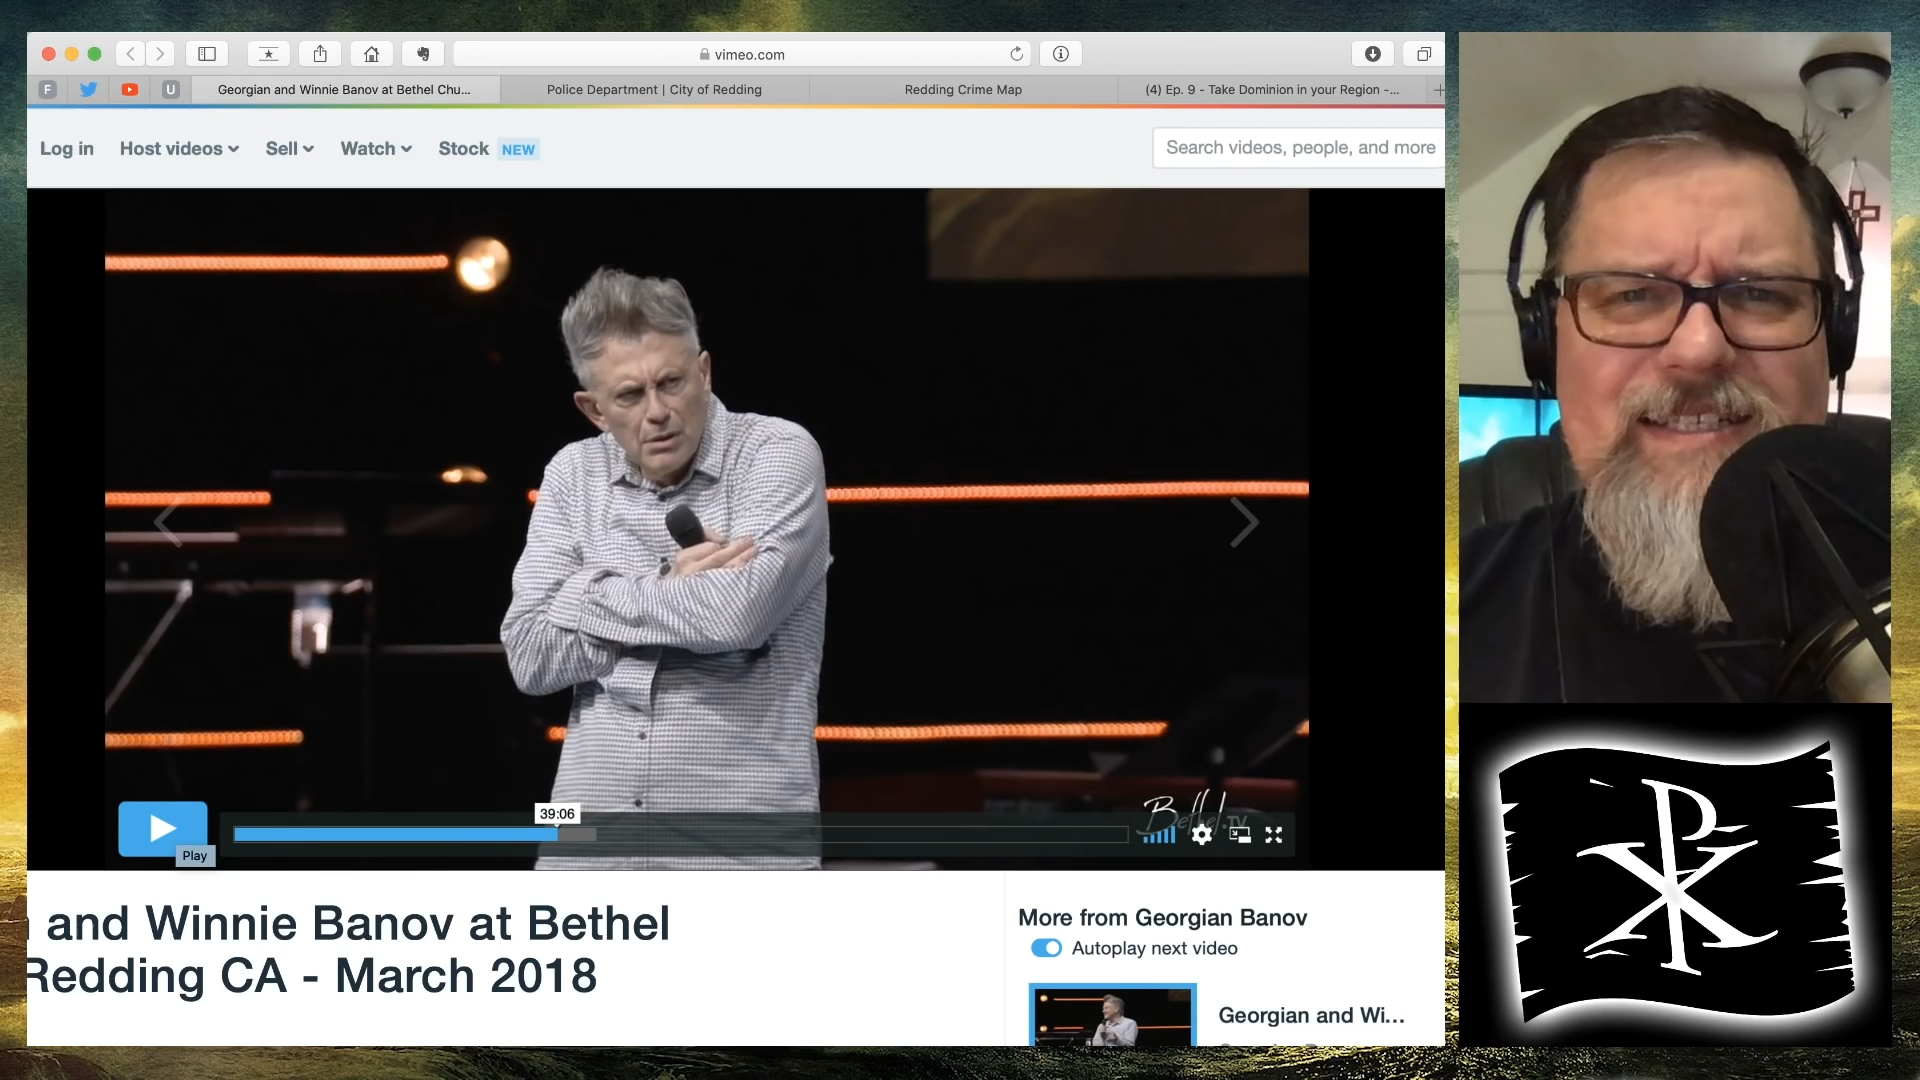 vimeo.com
F
U
Georgian and Winnie Banov at Bethel Chu...
Police Department | City of Redding
Redding Crime Map
(4) Ep. 9 - Take Dominion in your Region -...
Log in
Host videos
Sell
Watch
Stock NEW
Search videos, people, and more
39:06
Bethel.TV
Play
and Winnie Banov at Bethel
Redding CA - March 2018
More from Georgian Banov
Autoplay next video
Georgian and Wi...